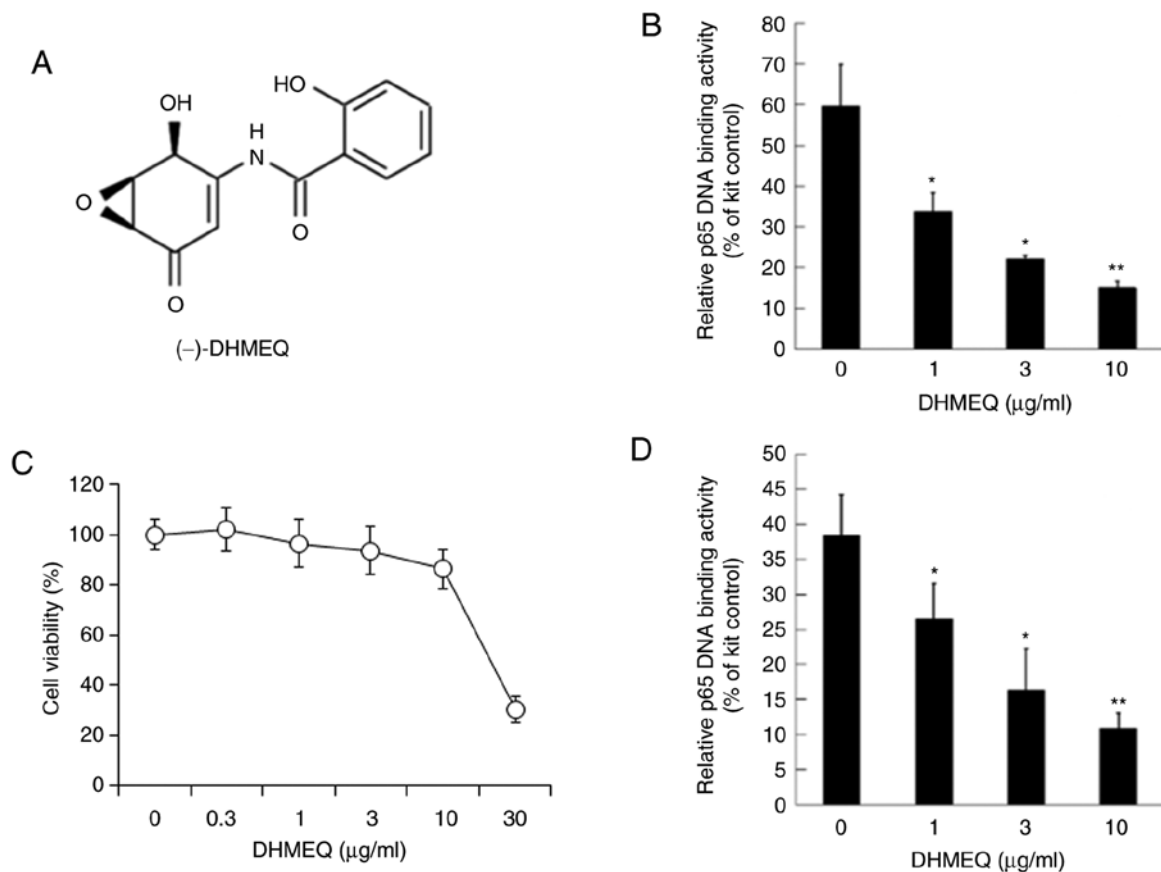 A
OH
HO
H
N
O
O
O
(–)-DHMEQ
B
Relative p65 DNA binding activity
(% of kit control)
80
70
60
50
40
30
20
10
0
*
*
**
0 1 3 10
DHMEQ (μg/ml)
C
Cell viability (%)
120
100
80
60
40
20
0
0 0.3 1 3 10 30
DHMEQ (μg/ml)
D
Relative p65 DNA binding activity
(% of kit control)
50
45
40
35
30
25
20
15
10
5
0
*
*
**
0 1 3 10
DHMEQ (μg/ml)